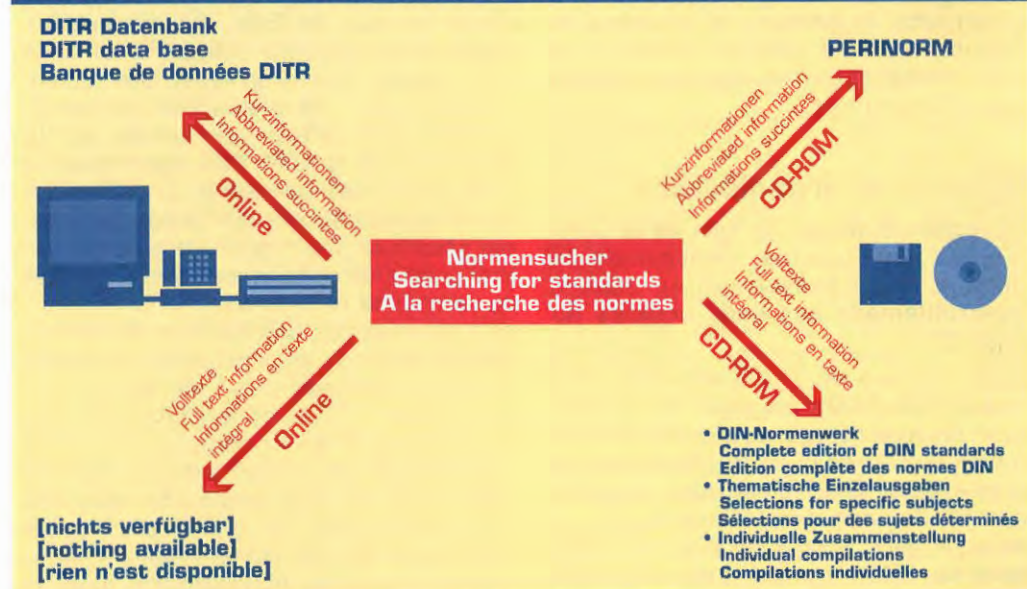 DITR Datenbank
DITR data base
Banque de données DITR
Kurzinformationen
Abbreviated information
Informations succintes
Online
PERINORM
Kurzinformationen
Abbreviated information
Informations succintes
CD-ROM
Normensucher
Searching for standards
A la recherche des normes
Volltexte
Full text information
Informations en texte
intégral
Online
[nichts verfügbar]
[nothing available]
[rien n'est disponible]
Volltexte
Full text information
Informations en texte
intégral
CD-ROM
• DIN-Normenwerk
Complete edition of DIN standards
Edition complète des normes DIN
• Thematische Einzelausgaben
Selections for specific subjects
Sélections pour des sujets déterminés
• Individuelle Zusammenstellung
Individual compilations
Compilations individuelles